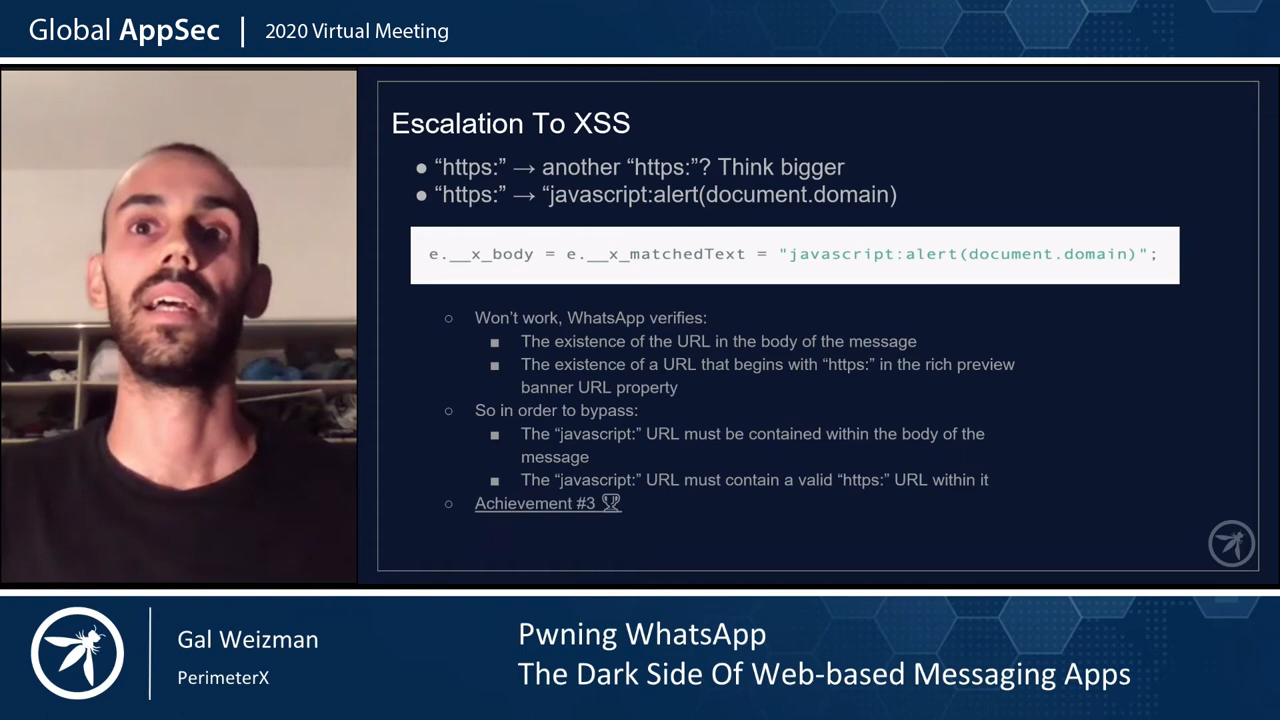 Global AppSec | 2020 Virtual Meeting
Escalation To XSS
● “https:” → another “https:”? Think bigger
● “https:” → “javascript:alert(document.domain)
e.__x_body = e.__x_matchedText = "javascript:alert(document.domain)";
○ Won’t work, WhatsApp verifies:
■ The existence of the URL in the body of the message
■ The existence of a URL that begins with “https:” in the rich preview
banner URL property
○ So in order to bypass:
■ The “javascript:” URL must be contained within the body of the
message
■ The “javascript:” URL must contain a valid “https:” URL within it
○ Achievement #3 🏆
Gal Weizman
PerimeterX
Pwning WhatsApp
The Dark Side Of Web-based Messaging Apps